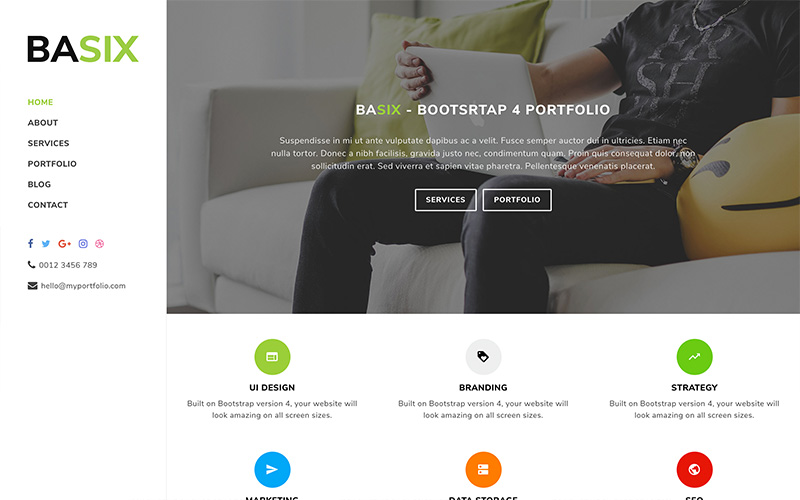 BASIX
HOME
ABOUT
SERVICES
PORTFOLIO
BLOG
CONTACT
0012 3456 789
hello@myportfolio.com
BASIX - BOOTSRTAP 4 PORTFOLIO
Suspendisse in mi ut ante vulputate dapibus ac a velit. Fusce semper auctor dui in ultricies. Etiam nec
nulla tortor. Donec a nibh facilisis, gravida justo nec, condimentum quam. Proin quis consequat dolor, non
sollicitudin erat. Sed viverra et sapien vitae pharetra. Pellentesque venenatis placerat.
SERVICES
PORTFOLIO
UI DESIGN
Built on Bootstrap version 4, your website will
look amazing on all screen sizes.
BRANDING
Built on Bootstrap version 4, your website will
look amazing on all screen sizes.
STRATEGY
Built on Bootstrap version 4, your website will
look amazing on all screen sizes.
MARKETING
DATA STORAGE
SEO